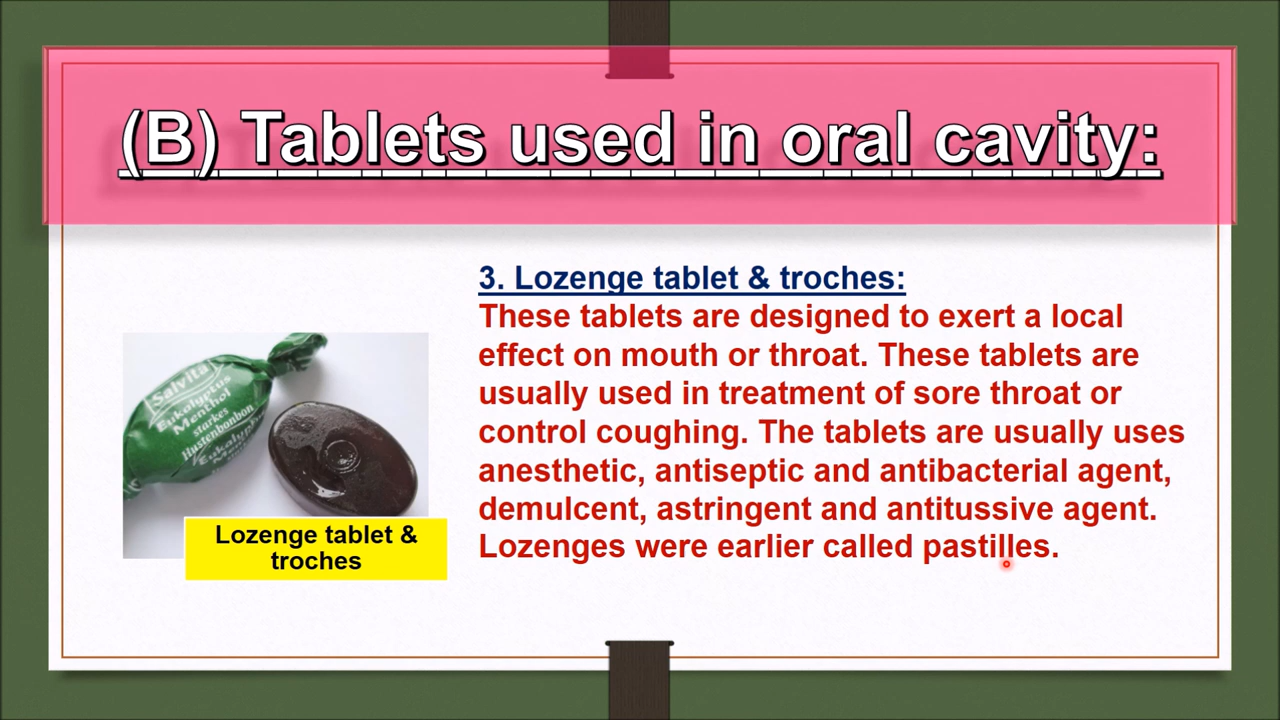 (B) Tablets used in oral cavity:
3. Lozenge tablet & troches:
These tablets are designed to exert a local
effect on mouth or throat. These tablets are
usually used in treatment of sore throat or
control coughing. The tablets are usually uses
anesthetic, antiseptic and antibacterial agent,
demulcent, astringent and antitussive agent.
Lozenges were earlier called pastilles.
Salvita
Eukalyptus
Menthol
starkes
Hustenbonbon
Lozenge tablet &
troches